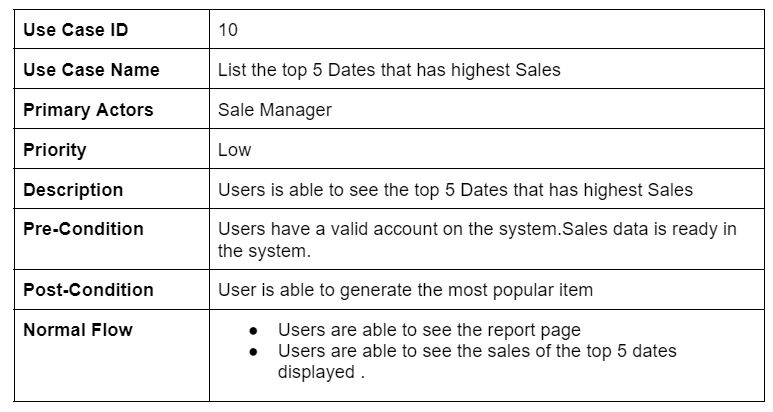 Use Case ID 10
Use Case Name List the top 5 Dates that has highest Sales
Primary Actors Sale Manager
Priority Low
Description Users is able to see the top 5 Dates that has highest Sales
Pre-Condition Users have a valid account on the system.Sales data is ready in
the system.
Post-Condition User is able to generate the most popular item
Normal Flow ● Users are able to see the report page
● Users are able to see the sales of the top 5 dates
displayed .